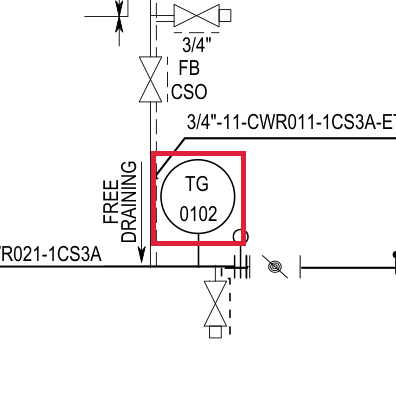 3/4"
FB
CSO
3/4"-11-CWR011-1CS3A-E
TG
0102
FREE
DRAINING
R021-1CS3A